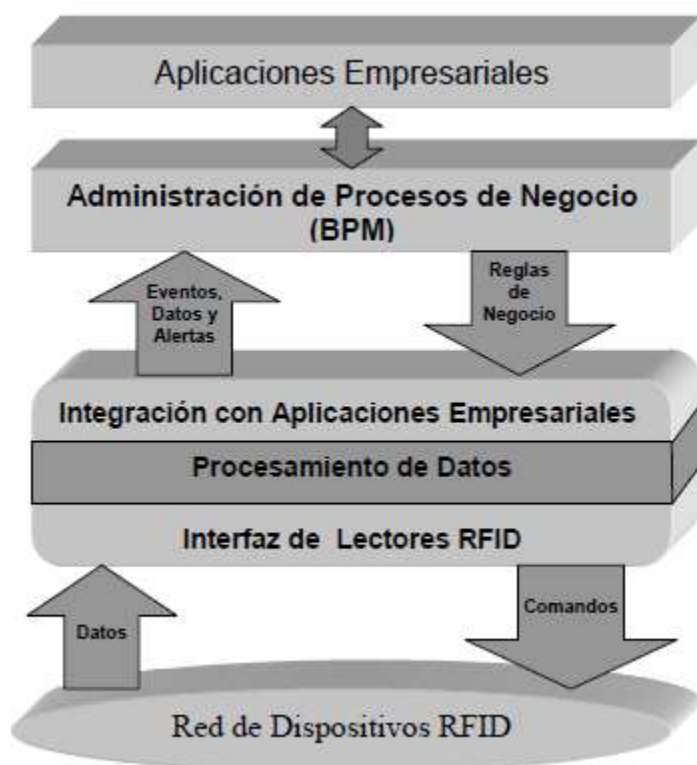 Aplicaciones Empresariales
Administración de Procesos de Negocio
(BPM)
Eventos,
Datos y
Alertas
Reglas
de
Negocio
Integración con Aplicaciones Empresariales
Procesamiento de Datos
Interfaz de Lectores RFID
Datos
Comandos
Red de Dispositivos RFID